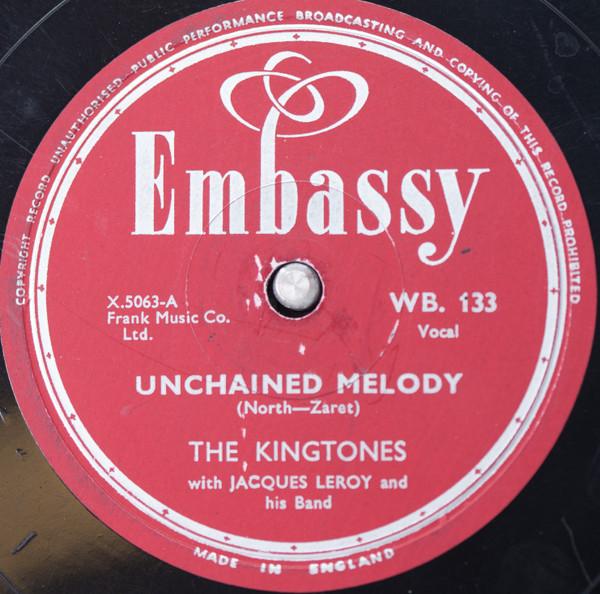 COPYRIGHT RECORD. UNAUTHORISED PUBLIC PERFORMANCE BROADCASTING AND COPYING OF THIS RECORD PROHIBITED
Embassy
X.5063-A
Frank Music Co.
Ltd.
WB. 133
Vocal
UNCHAINED MELODY
(North—Zaret)
THE KINGTONES
with JACQUES LEROY and
his Band
MADE IN ENGLAND